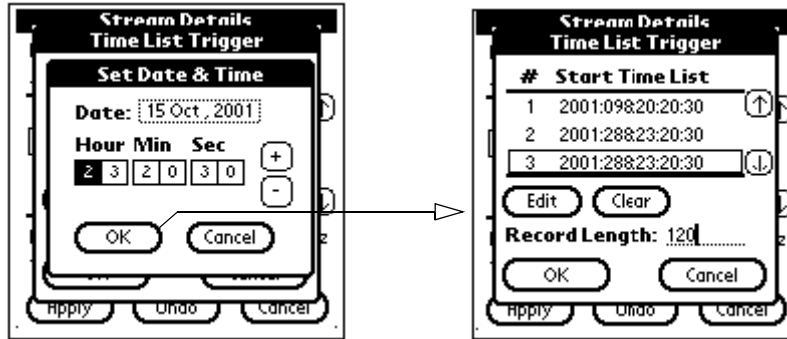 Stream Details
Time List Trigger
Set Date & Time
Date: 15 Oct , 2001
Hour Min Sec
2 3 2 0 3 0
+
-
OK Cancel
Apply Undo Cancel
Stream Details
Time List Trigger
# Start Time List
1 2001:098:20:20:30
2 2001:288:20:20:30
3 2001:288:23:20:30
Edit Clear
Record Length: 120
OK Cancel
Apply Undo Cancel